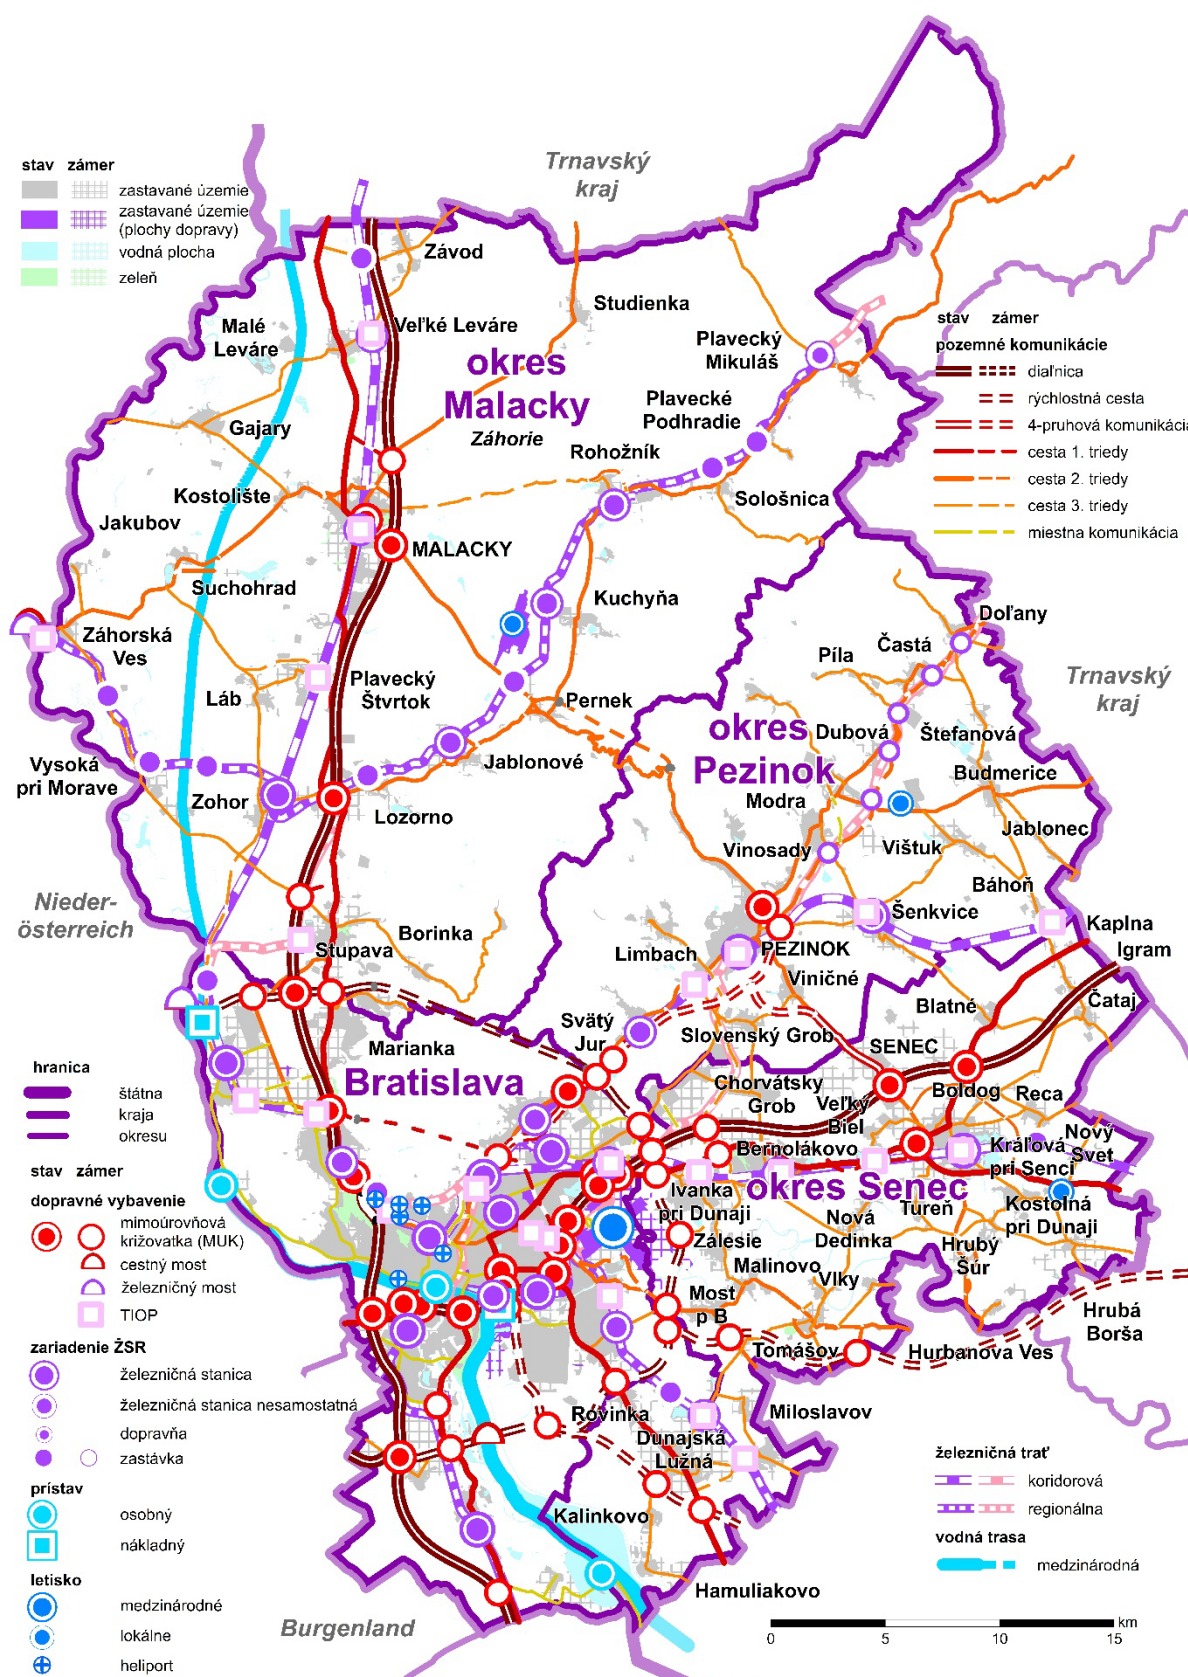 stav zámer
zastavané územie
zastavané územie
(plochy dopravy)
vodná plocha
zeleň
Trnavský
kraj
Závod
Studienka
Malé
Leváre
Veľké Leváre
okres
Malacky
Záhorie
Plavecký
Mikuláš
Plavecké
Podhradie
Gajary
Rohožník
Kostolište
Sološnica
Jakubov
MALACKY
Suchohrad
Kuchyňa
Záhorská
Ves
Láb
Plavecký
Štvrtok
Pernek
Vysoká
pri Morave
Zohor
Jablonové
Lozorno
stav zámer
pozemné komunikácie
diaľnica
rýchlostná cesta
4-pruhová komunikácia
cesta 1. triedy
cesta 2. triedy
cesta 3. triedy
miestna komunikácia
Doľany
Častá
Píla
Trnavský
kraj
okres
Pezinok
Dubová
Štefanová
Budmerice
Modra
Jablonec
Vinosady
Vištuk
Báhoň
Nieder-
österreich
Borinka
Stupava
Limbach
PEZINOK
Šenkvice
Kaplna
Igram
Viničné
Blatné
Čataj
Svätý
Jur
Slovenský Grob
SENEC
Marianka
Bratislava
Chorvátsky
Grob
Veľký
Biel
Boldog
Reca
Bernolákovo
Kráľová
pri Senci
Nový
Svet
Ivanka
pri Dunaji
okres Senec
Tureň
Kostolná
pri Dunaji
Zálesie
Nová
Dedinka
Hrubý
Šúr
Malinovo
Vlky
Most
p B
Hrubá
Borša
Tomášov
Hurbanova Ves
Rovinka
Miloslavov
Dunajská
Lužná
Kalinkovo
Hamuliakovo
Burgenland
hranica
štátna
kraja
okresu
stav zámer
dopravné vybavenie
mimoúrovňová
križovatka (MUK)
cestný most
železničný most
TIOP
zariadenie ŽSR
železničná stanica
železničná stanica nesamostatná
dopravňa
zastávka
prístav
osobný
nákladný
letisko
medzinárodné
lokálne
heliport
železničná trať
koridorová
regionálna
vodná trasa
medzinárodná
km
0 5 10 15